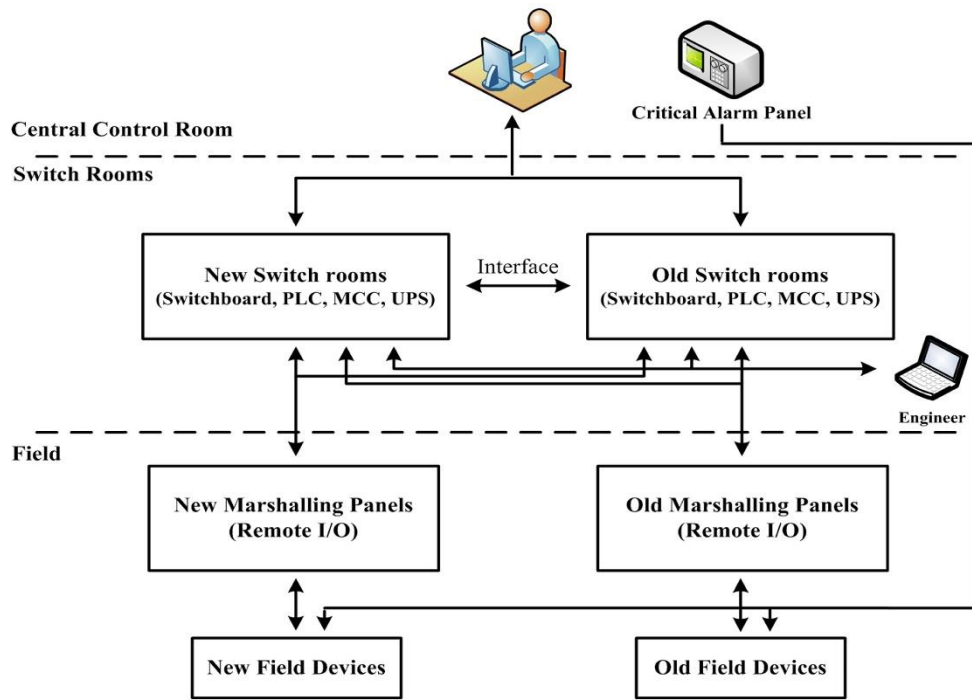 Critical Alarm Panel
Central Control Room
Switch Rooms
New Switch rooms
(Switchboard, PLC, MCC, UPS)
Interface
Old Switch rooms
(Switchboard, PLC, MCC, UPS)
Engineer
Field
New Marshalling Panels
(Remote I/O)
Old Marshalling Panels
(Remote I/O)
New Field Devices
Old Field Devices